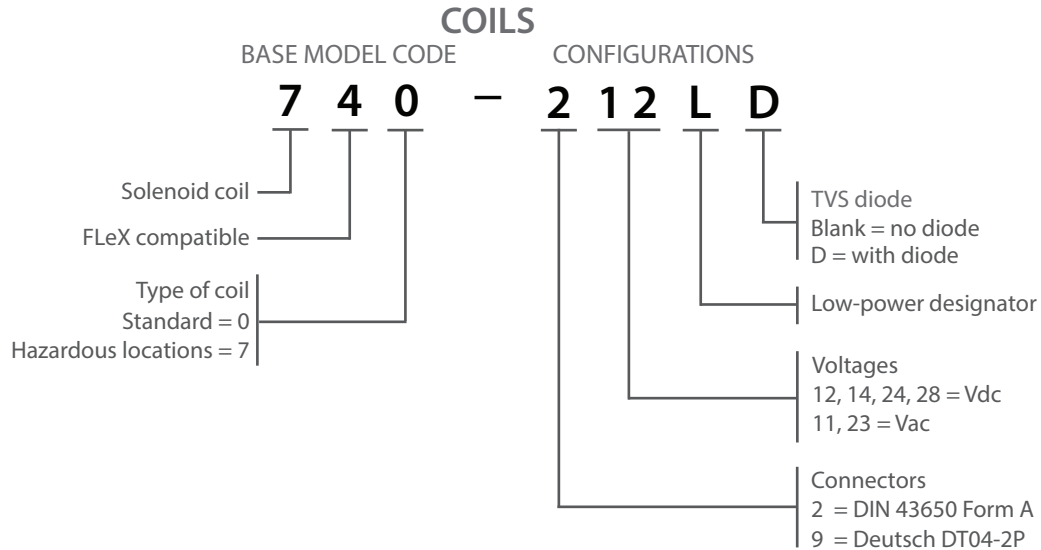 COILS
BASE MODEL CODE CONFIGURATIONS
7 4 0 – 2 1 2 L D
Solenoid coil
FLeX compatible
Type of coil
Standard = 0
Hazardous locations = 7
TVS diode
Blank = no diode
D = with diode
Low-power designator
Voltages
12, 14, 24, 28 = Vdc
11, 23 = Vac
Connectors
2 = DIN 43650 Form A
9 = Deutsch DT04-2P